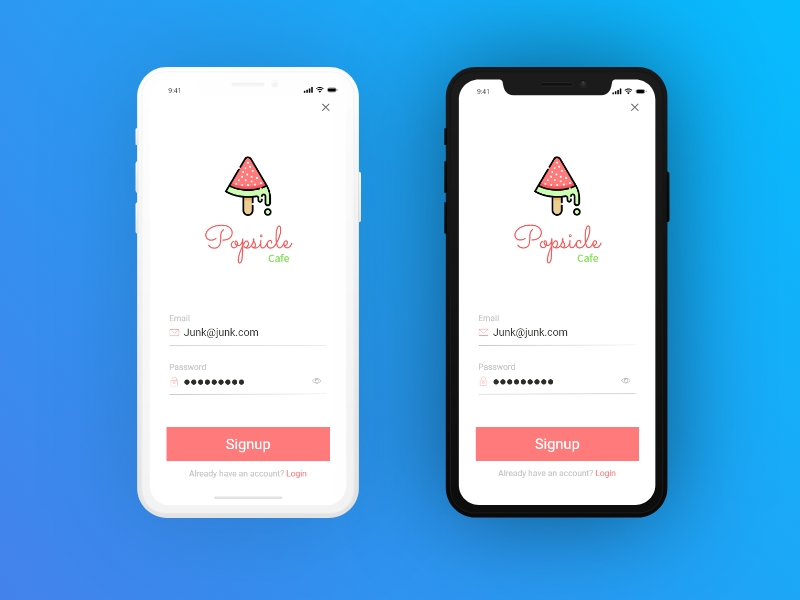 9:41
Popsicle
Cafe
Email
Junk@junk.com
Password
●●●●●●●●●
Signup
Already have an account? Login
9:41
Popsicle
Cafe
Email
Junk@junk.com
Password
●●●●●●●●●
Signup
Already have an account? Login